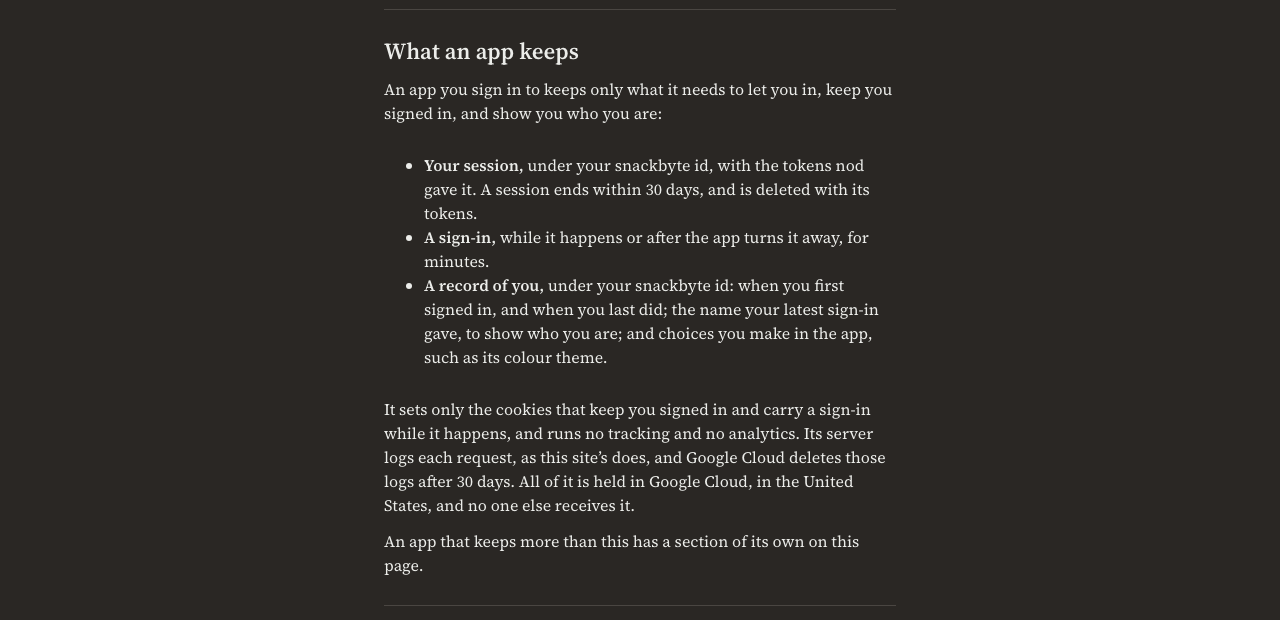 What an app keeps
An app you sign in to keeps only what it needs to let you in, keep you
signed in, and show you who you are:
• Your session, under your snackbyte id, with the tokens nod
gave it. A session ends within 30 days, and is deleted with its
tokens.
• A sign-in, while it happens or after the app turns it away, for
minutes.
• A record of you, under your snackbyte id: when you first
signed in, and when you last did; the name your latest sign-in
gave, to show who you are; and choices you make in the app,
such as its colour theme.
It sets only the cookies that keep you signed in and carry a sign-in
while it happens, and runs no tracking and no analytics. Its server
logs each request, as this site’s does, and Google Cloud deletes those
logs after 30 days. All of it is held in Google Cloud, in the United
States, and no one else receives it.
An app that keeps more than this has a section of its own on this
page.